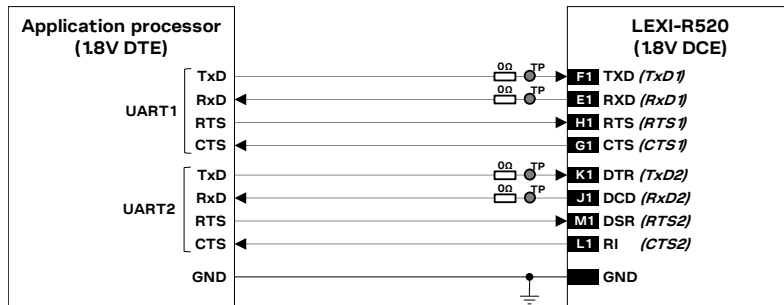 Application processor
(1.8V DTE)
LEXI-R520
(1.8V DCE)
UART1
TxD
0Ω
TP
F1 TXD (TxD1)
RxD
0Ω
TP
E1 RXD (RxD1)
RTS
H1 RTS (RTS1)
CTS
G1 CTS (CTS1)
UART2
TxD
0Ω
TP
K1 DTR (TxD2)
RxD
0Ω
TP
J1 DCD (RxD2)
RTS
M1 DSR (RTS2)
CTS
L1 RI (CTS2)
GND
GND